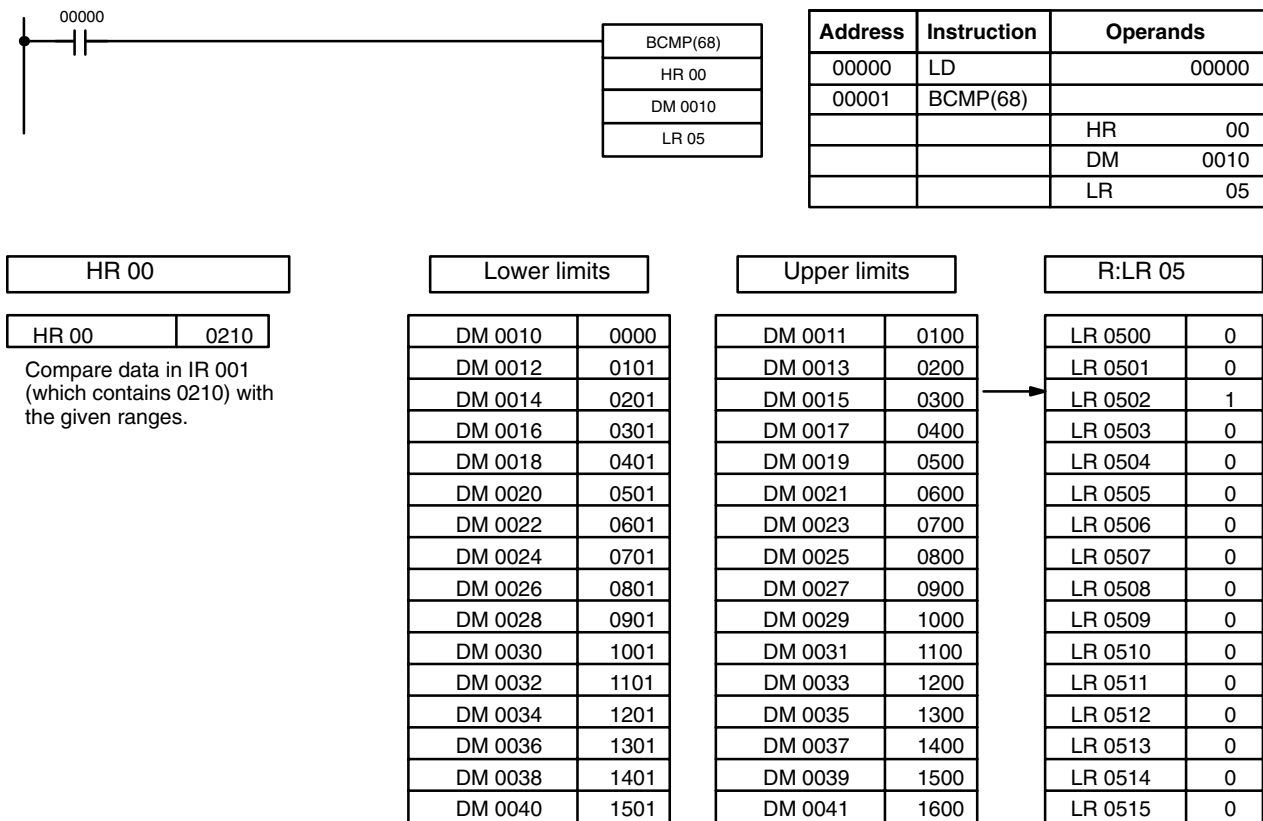 00000
BCMP(68)
HR 00
DM 0010
LR 05
Address Instruction Operands
00000 LD 00000
00001 BCMP(68)
HR 00
DM 0010
LR 05
HR 00 Lower limits Upper limits R:LR 05
HR 00 0210
Compare data in IR 001
(which contains 0210) with
the given ranges.
DM 0010 0000 DM 0011 0100 LR 0500 0
DM 0012 0101 DM 0013 0200 LR 0501 0
DM 0014 0201 DM 0015 0300 LR 0502 1
DM 0016 0301 DM 0017 0400 LR 0503 0
DM 0018 0401 DM 0019 0500 LR 0504 0
DM 0020 0501 DM 0021 0600 LR 0505 0
DM 0022 0601 DM 0023 0700 LR 0506 0
DM 0024 0701 DM 0025 0800 LR 0507 0
DM 0026 0801 DM 0027 0900 LR 0508 0
DM 0028 0901 DM 0029 1000 LR 0509 0
DM 0030 1001 DM 0031 1100 LR 0510 0
DM 0032 1101 DM 0033 1200 LR 0511 0
DM 0034 1201 DM 0035 1300 LR 0512 0
DM 0036 1301 DM 0037 1400 LR 0513 0
DM 0038 1401 DM 0039 1500 LR 0514 0
DM 0040 1501 DM 0041 1600 LR 0515 0